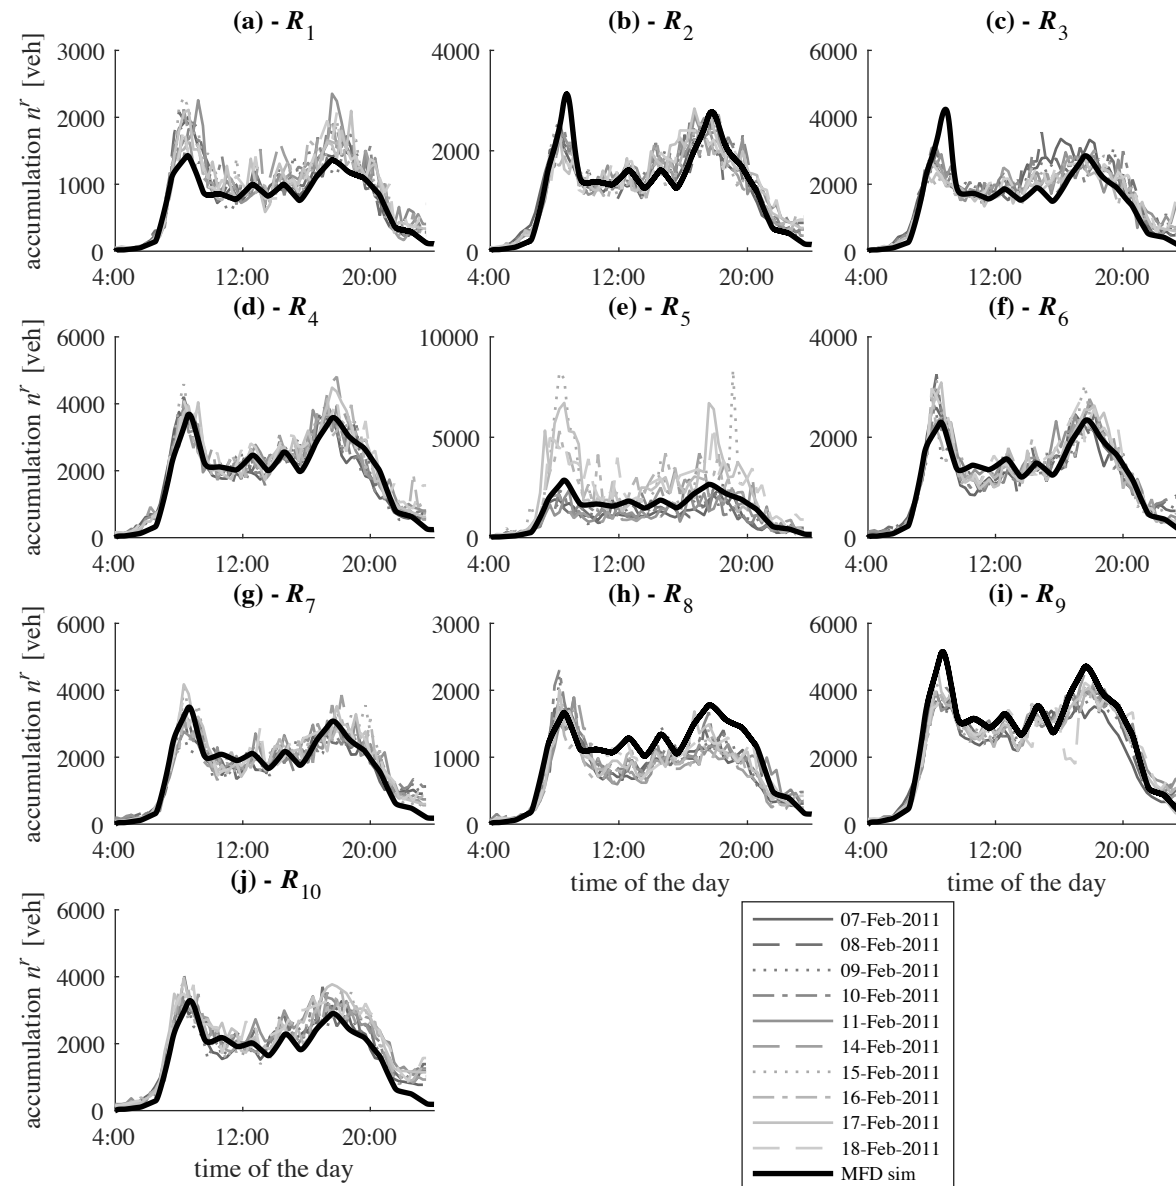 (a) - R1 (b) - R2 (c) - R3
accumulation n^r [veh]
3000 4000 6000
2000 4000
2000
1000 2000
0 0 0
4:00 12:00 20:00 4:00 12:00 20:00 4:00 12:00 20:00
(d) - R4 (e) - R5 (f) - R6
accumulation n^r [veh]
6000 10000 4000
4000
5000 2000
2000
0 0 0
4:00 12:00 20:00 4:00 12:00 20:00 4:00 12:00 20:00
(g) - R7 (h) - R8 (i) - R9
accumulation n^r [veh]
6000 3000 6000
4000 2000 4000
2000 1000 2000
0 0 0
4:00 12:00 20:00 4:00 12:00 20:00 4:00 12:00 20:00
time of the day time of the day
(j) - R10
accumulation n^r [veh]
6000
4000
2000
0
4:00 12:00 20:00
time of the day
07-Feb-2011
08-Feb-2011
09-Feb-2011
10-Feb-2011
11-Feb-2011
14-Feb-2011
15-Feb-2011
16-Feb-2011
17-Feb-2011
18-Feb-2011
MFD sim